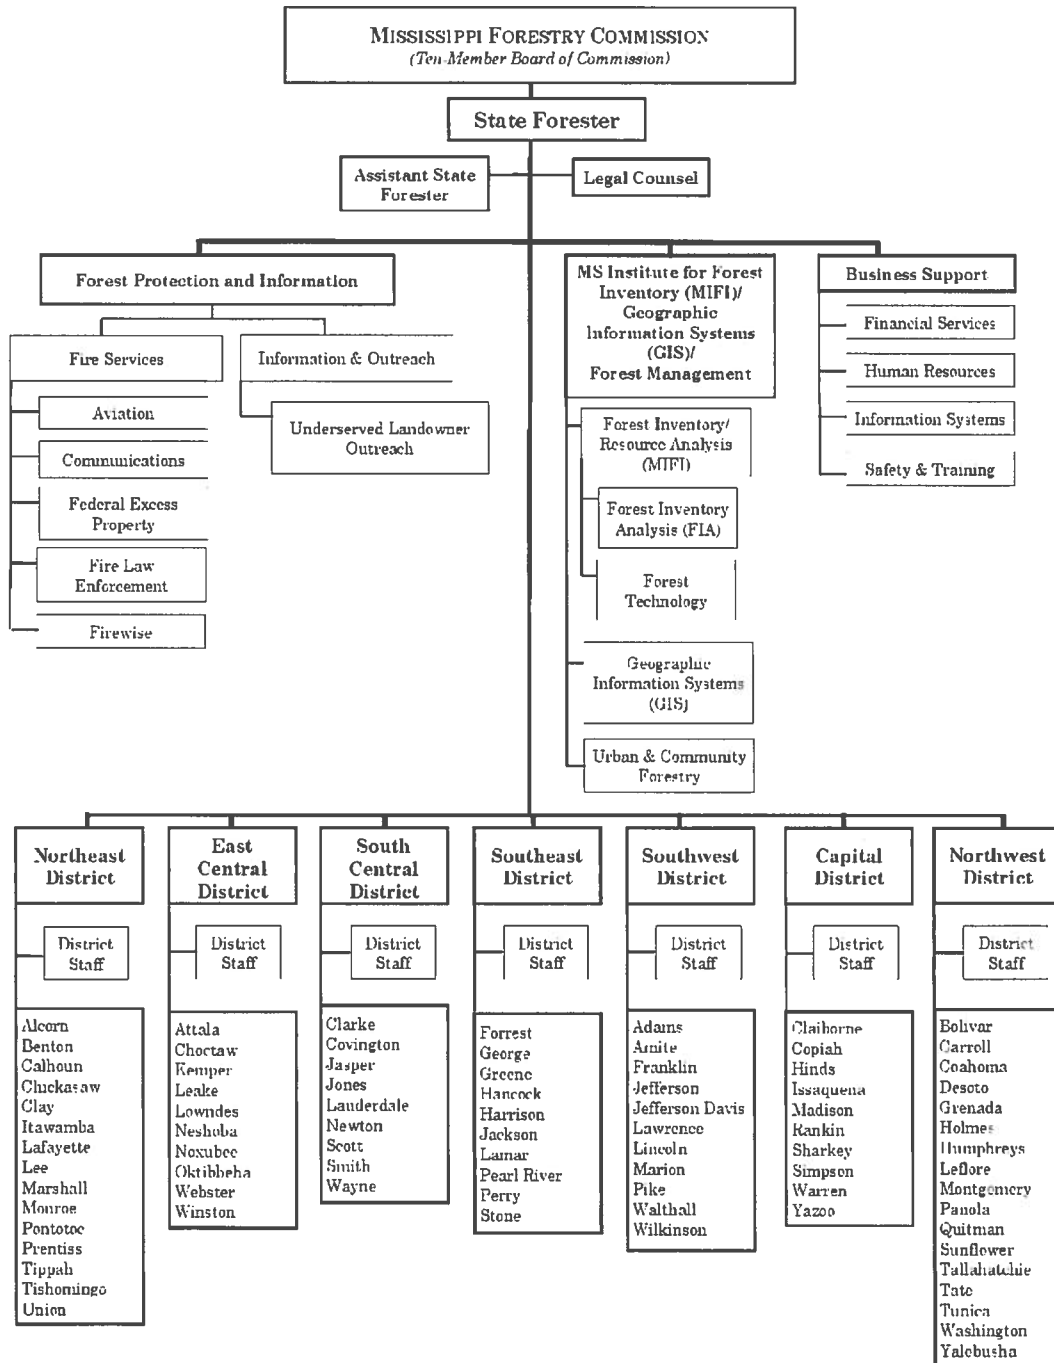 MISSISSIPPI FORESTRY COMMISSION
(Ten-Member Board of Commission)
State Forester
Assistant State
Forester
Legal Counsel
Forest Protection and Information
MS Institute for Forest
Inventory (MIFI)/
Geographic
Information Systems
(GIS)/
Forest Management
Business Support
Fire Services
Information & Outreach
Aviation
Communications
Federal Excess
Property
Fire Law
Enforcement
Firewise
Underserved Landowner
Outreach
Forest Inventory/
Resource Analysis
(MIFI)
Forest Inventory
Analysis (FIA)
Forest
Technology
Geographic
Information Systems
(GIS)
Urban & Community
Forestry
Financial Services
Human Resources
Information Systems
Safety & Training
Northeast
District
District
Staff
Alcorn
Benton
Calhoun
Chickasaw
Clay
Itawamba
Lafayette
Lee
Marshall
Monroe
Pontotoc
Prentiss
Tippah
Tishomingo
Union
East
Central
District
District
Staff
Attala
Choctaw
Kemper
Leake
Lowndes
Neshoba
Noxubee
Oktibbeha
Webster
Winston
South
Central
District
District
Staff
Clarke
Covington
Jasper
Jones
Lauderdale
Newton
Scott
Smith
Wayne
Southeast
District
District
Staff
Forrest
George
Greene
Hancock
Harrison
Jackson
Lamar
Pearl River
Perry
Stone
Southwest
District
District
Staff
Adams
Amite
Franklin
Jefferson
Jefferson Davis
Lawrence
Lincoln
Marion
Pike
Walthall
Wilkinson
Capital
District
District
Staff
Claiborne
Copiah
Hinds
Issaquena
Madison
Rankin
Sharkey
Simpson
Warren
Yazoo
Northwest
District
District
Staff
Bolivar
Carroll
Coahoma
Desoto
Grenada
Holmes
Humphreys
Leflore
Montgomery
Panola
Quitman
Sunflower
Tallahatchie
Tate
Tunica
Washington
Yalobusha